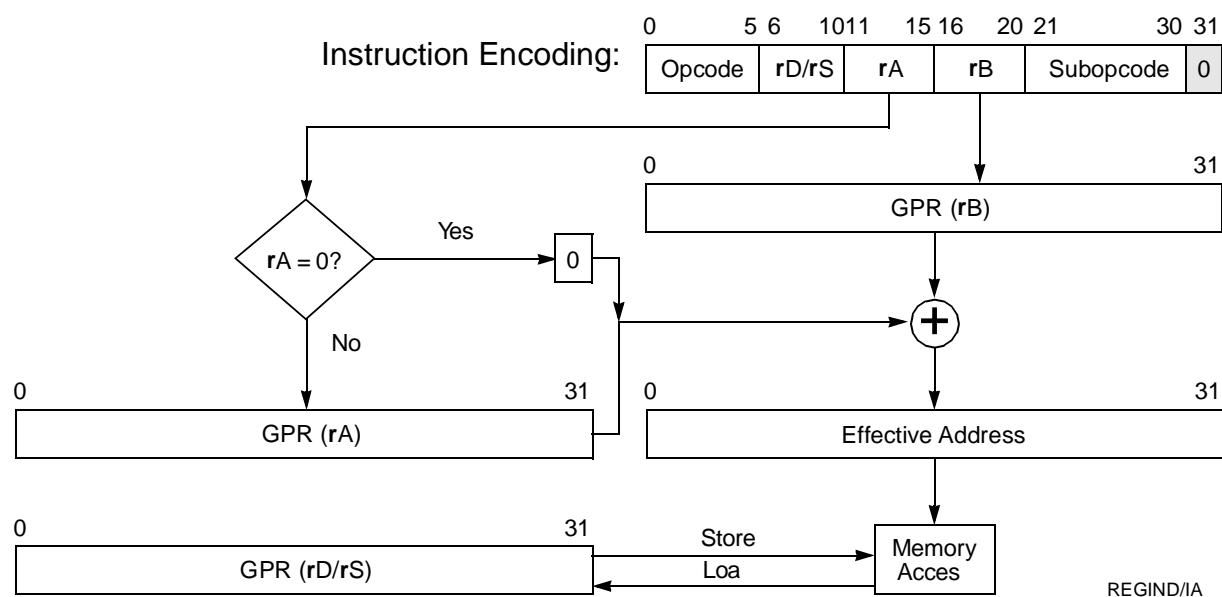 0 5 6 10 11 15 16 20 21 30 31
Instruction Encoding: Opcode rD/rS rA rB Subopcode 0
0 31
GPR (rB)
Yes
rA = 0?
0
+
No
0 31
GPR (rA)
0 31
Effective Address
0 31
GPR (rD/rS)
Store
Loa
Memory
Acces
REGIND/IA